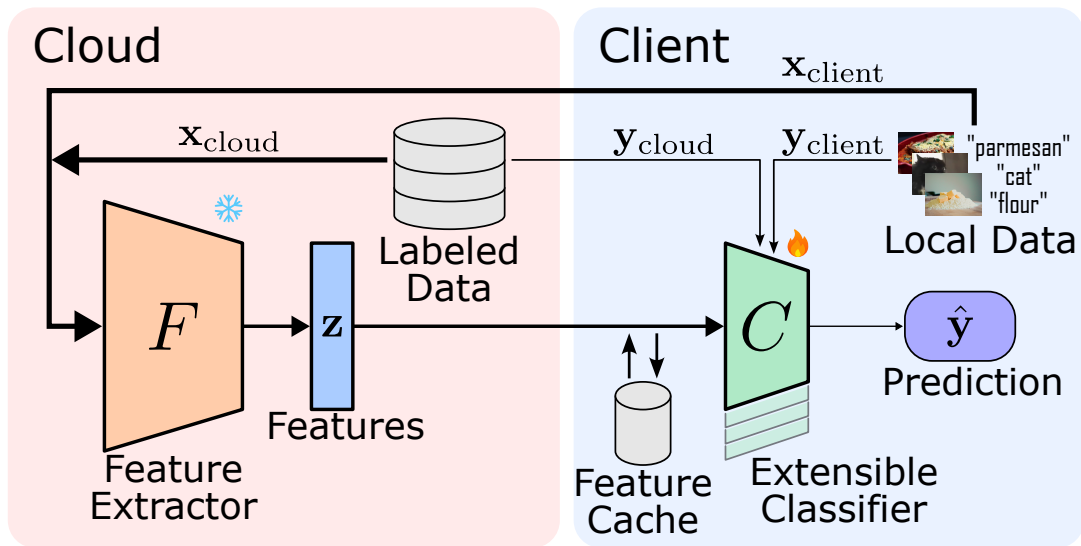 Cloud
Client
x_client
x_cloud
y_cloud
y_client
"parmesan"
"cat"
"flour"
Local Data
Labeled
Data
F
z
C
ŷ
Prediction
Features
Feature
Extractor
Feature
Cache
Extensible
Classifier